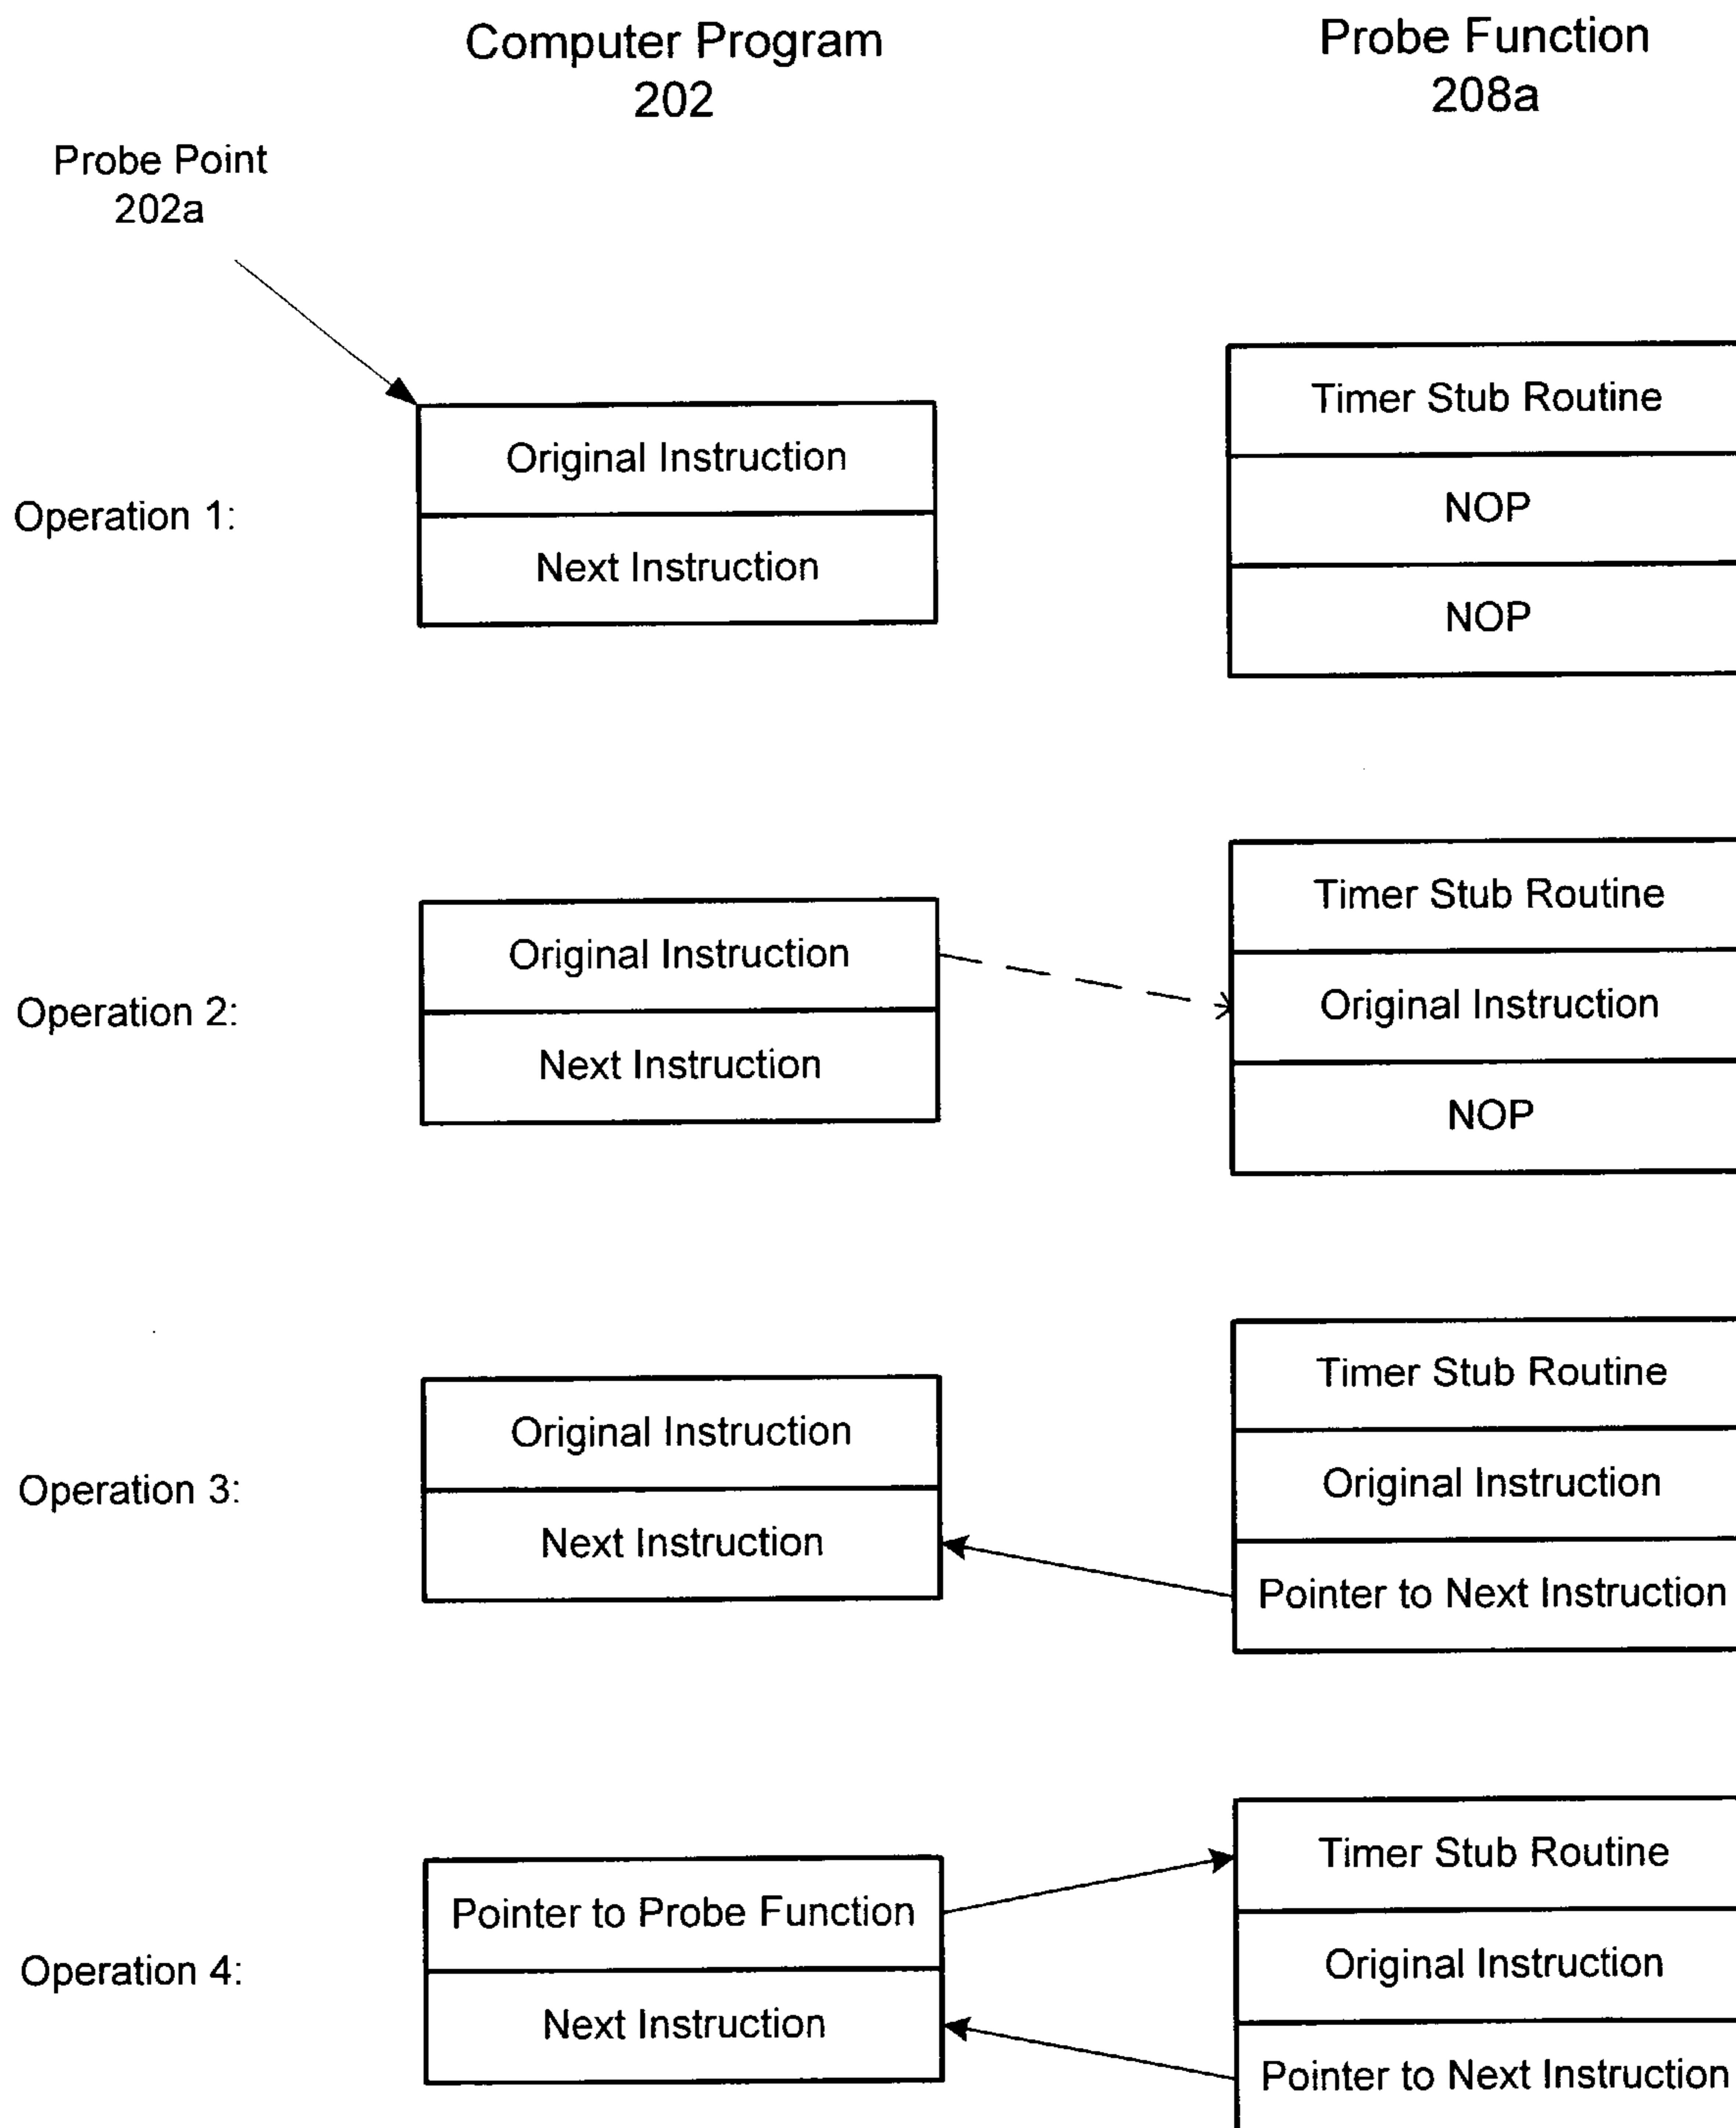 Computer Program
202
Probe Function
208a
Probe Point
202a
Operation 1:
Original Instruction
Next Instruction
Timer Stub Routine
NOP
NOP
Operation 2:
Original Instruction
Next Instruction
Timer Stub Routine
Original Instruction
NOP
Operation 3:
Original Instruction
Next Instruction
Timer Stub Routine
Original Instruction
Pointer to Next Instruction
Operation 4:
Pointer to Probe Function
Next Instruction
Timer Stub Routine
Original Instruction
Pointer to Next Instruction